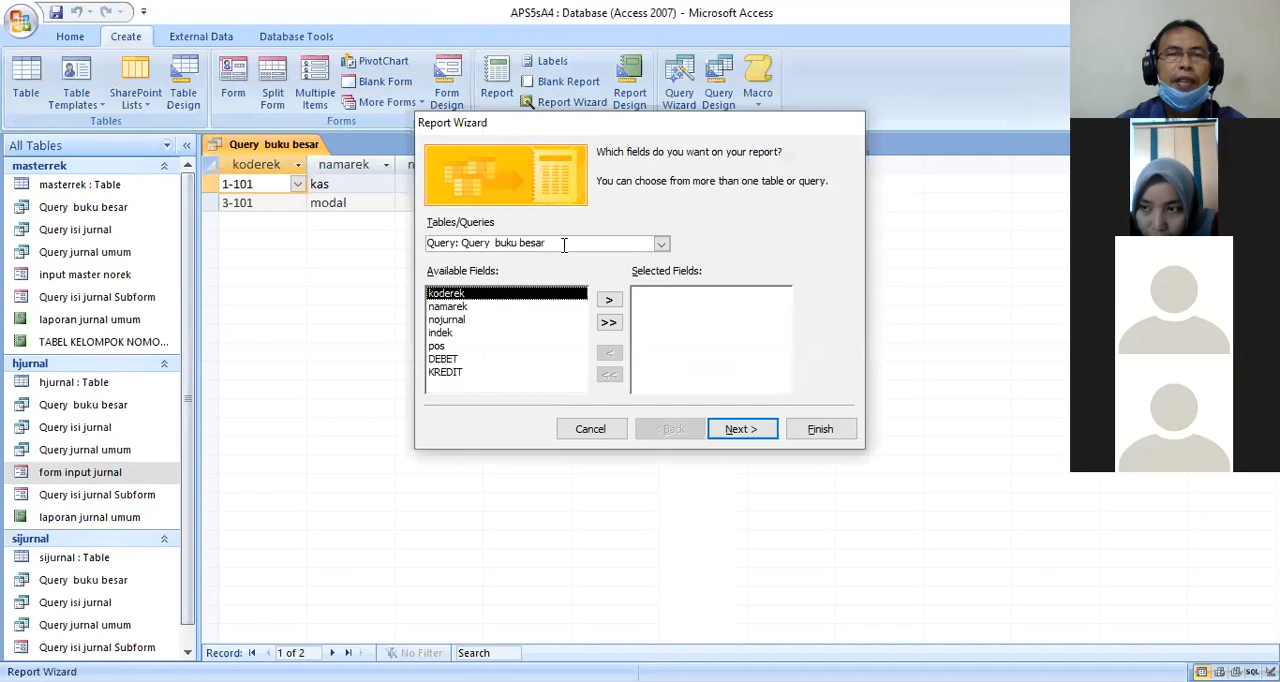 APS5sA4 : Database (Access 2007) - Microsoft Access
Home Create External Data Database Tools
Table
Table Templates
SharePoint Lists
Table Design
Tables
Form
Split Form
Multiple Items
PivotChart
Blank Form
More Forms
Form Design
Forms
Report
Labels
Blank Report
Report Wizard
Report Design
Query Wizard
Query Design
Macro
All Tables
masterrek
masterrek : Table
Query buku besar
Query isi jurnal
Query jurnal umum
input master norek
Query isi jurnal Subform
laporan jurnal umum
TABEL KELOMPOK NOMO...
hjurnal
hjurnal : Table
Query buku besar
Query isi jurnal
Query jurnal umum
form input jurnal
Query isi jurnal Subform
laporan jurnal umum
sijurnal
sijurnal : Table
Query buku besar
Query isi jurnal
Query jurnal umum
Query isi jurnal Subform
Query buku besar
koderek namarek
1-101 kas
3-101 modal
Report Wizard
Which fields do you want on your report?
You can choose from more than one table or query.
Tables/Queries
Query: Query buku besar
Available Fields:
koderek
namarek
nojurnal
indek
pos
DEBET
KREDIT
>
>>
<
<<
Selected Fields:
Cancel < Back Next > Finish
Record: 1 of 2 No Filter Search
Report Wizard
SQL